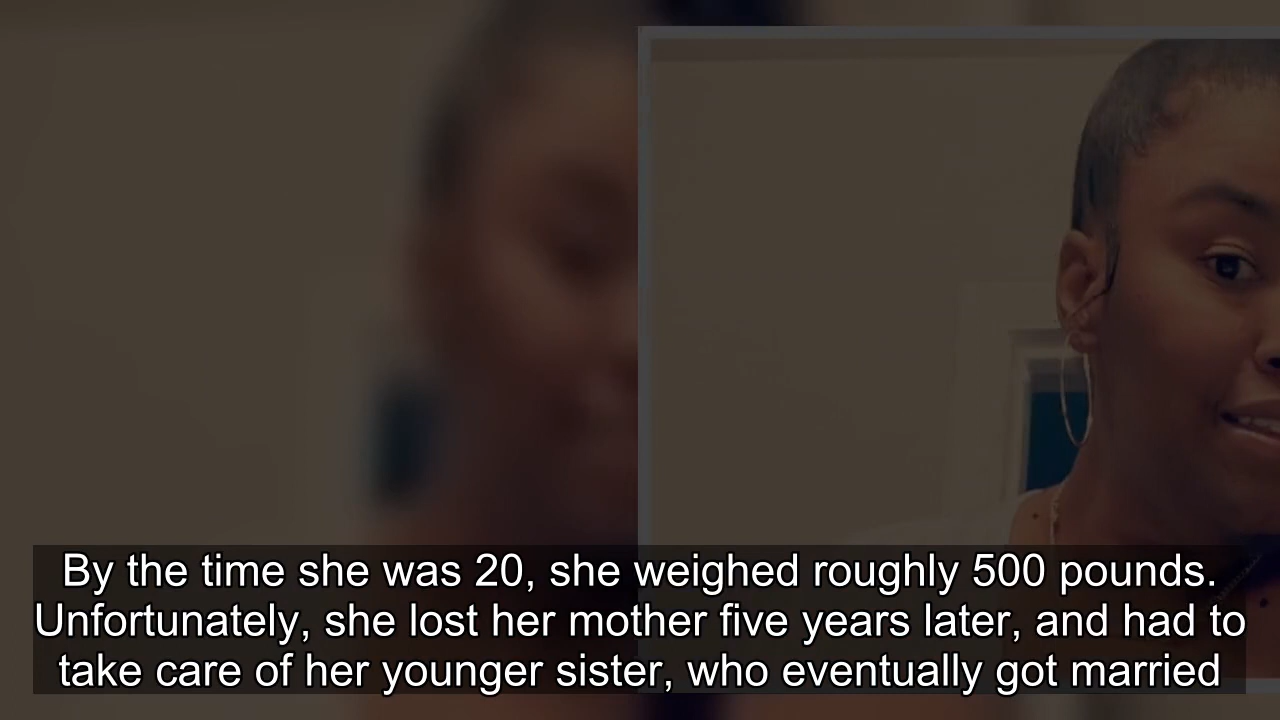 By the time she was 20, she weighed roughly 500 pounds.
Unfortunately, she lost her mother five years later, and had to
take care of her younger sister, who eventually got married